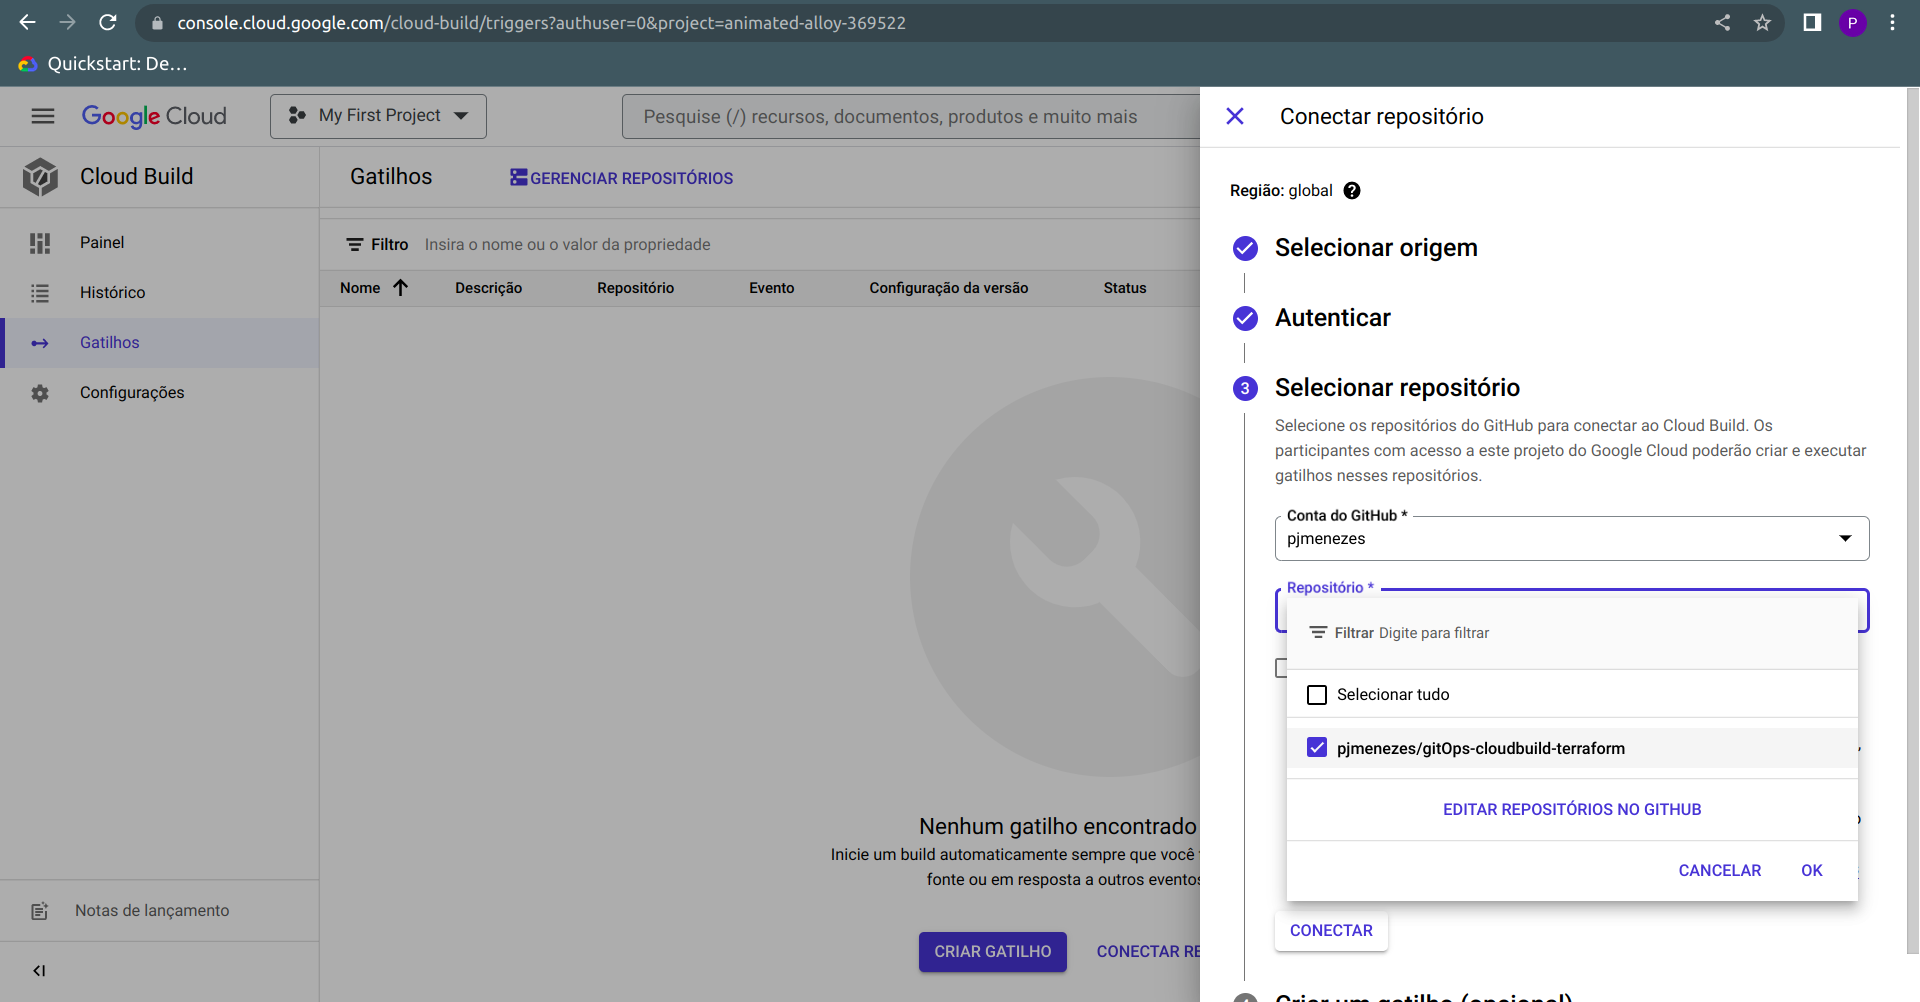 console.cloud.google.com/cloud-build/triggers?authuser=0&project=animated-alloy-369522
P
Quickstart: De...
Google Cloud
My First Project
Pesquise (/) recursos, documentos, produtos e muito mais
Cloud Build
Gatilhos
GERENCIAR REPOSITÓRIOS
Painel
Histórico
Gatilhos
Configurações
Filtro Insira o nome ou o valor da propriedade
Nome Descrição Repositório Evento Configuração da versão Status
Nenhum gatilho encontrado
Inicie um build automaticamente sempre que você
fonte ou em resposta a outros eventos
CRIAR GATILHO
CONECTAR RE
Notas de lançamento
Conectar repositório
Região: global
Selecionar origem
Autenticar
3 Selecionar repositório
Selecione os repositórios do GitHub para conectar ao Cloud Build. Os
participantes com acesso a este projeto do Google Cloud poderão criar e executar
gatilhos nesses repositórios.
Conta do GitHub *
pjmenezes
Repositório *
Filtrar Digite para filtrar
Selecionar tudo
pjmenezes/gitOps-cloudbuild-terraform
EDITAR REPOSITÓRIOS NO GITHUB
CANCELAR OK
CONECTAR
Criar um gatilho (opcional)